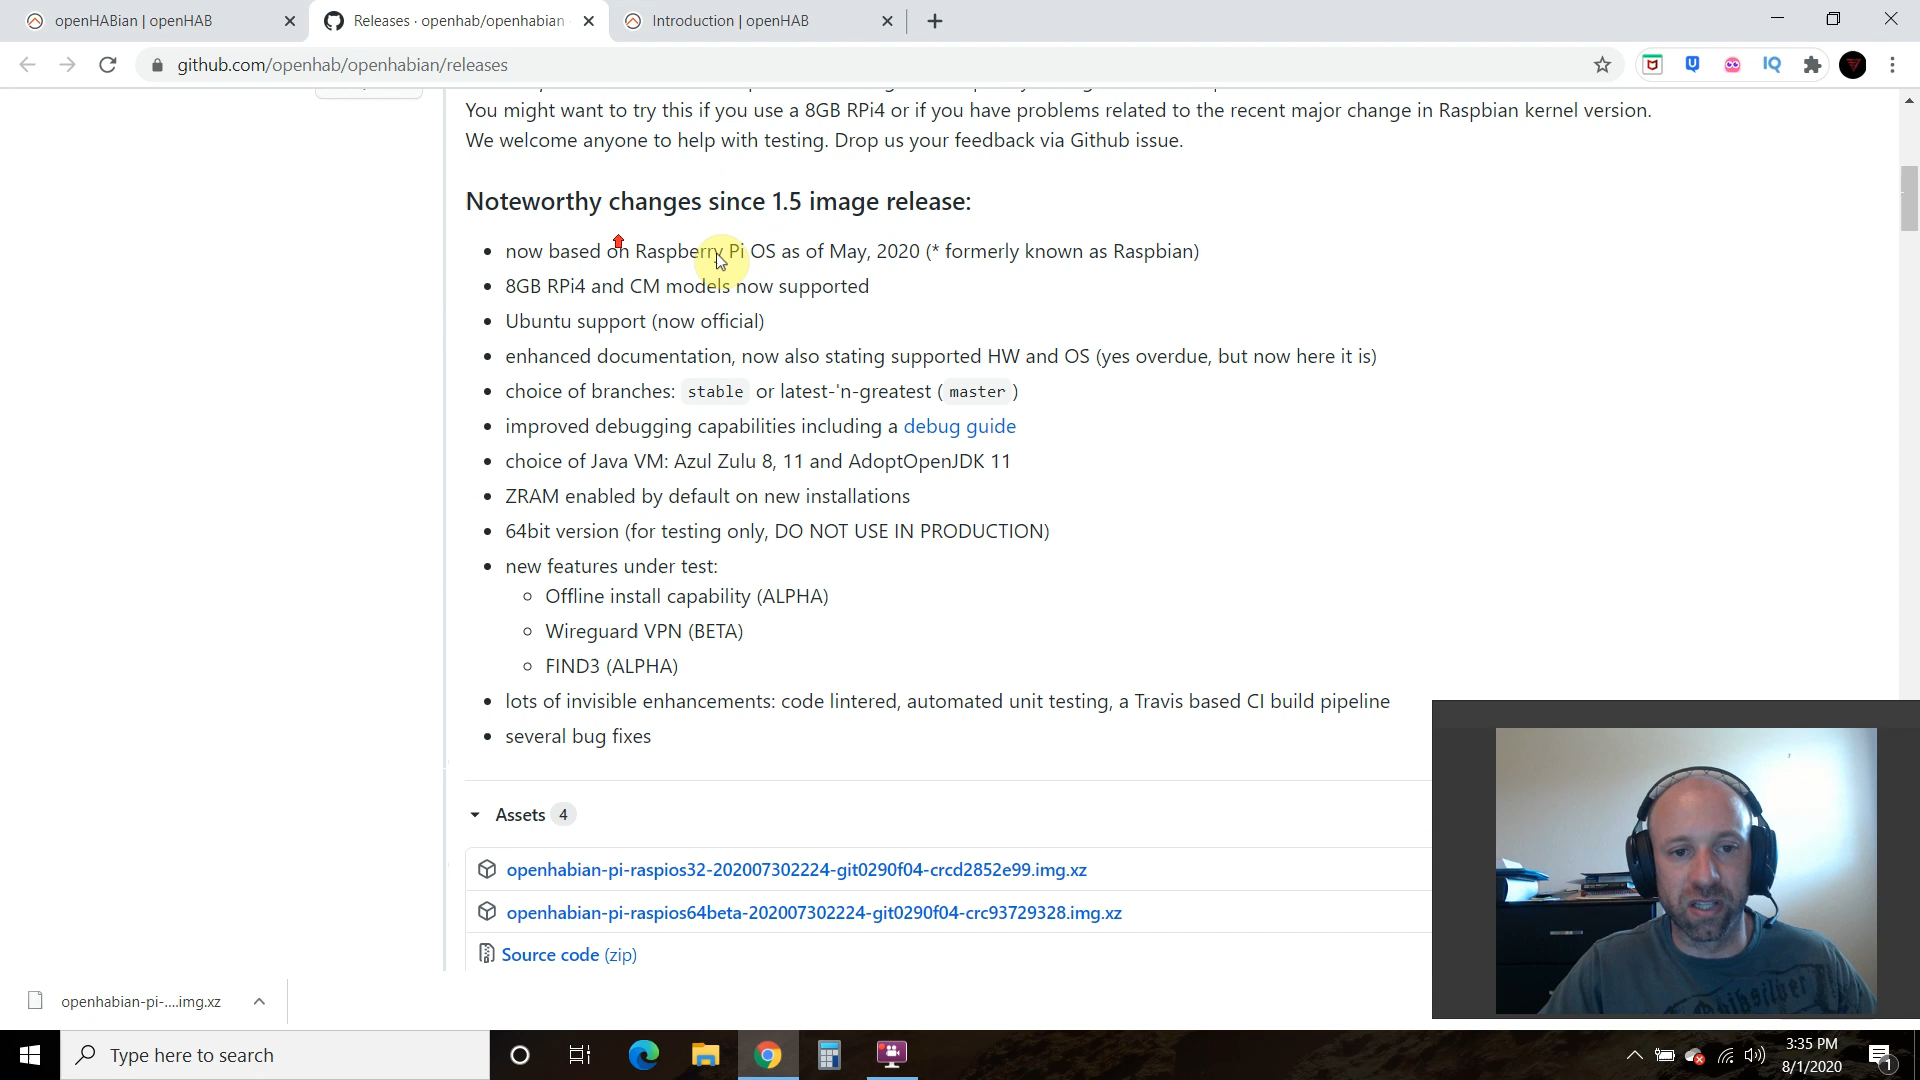 openHABian | openHAB
Releases · openhab/openhabian
Introduction | openHAB
github.com/openhab/openhabian/releases
IQ
You might want to try this if you use a 8GB RPi4 or if you have problems related to the recent major change in Raspbian kernel version.
We welcome anyone to help with testing. Drop us your feedback via Github issue.
Noteworthy changes since 1.5 image release:
now based on Raspberry Pi OS as of May, 2020 (* formerly known as Raspbian)
8GB RPi4 and CM models now supported
Ubuntu support (now official)
enhanced documentation, now also stating supported HW and OS (yes overdue, but now here it is)
choice of branches: stable or latest-'n-greatest ( master )
improved debugging capabilities including a debug guide
choice of Java VM: Azul Zulu 8, 11 and AdoptOpenJDK 11
ZRAM enabled by default on new installations
64bit version (for testing only, DO NOT USE IN PRODUCTION)
new features under test:
Offline install capability (ALPHA)
Wireguard VPN (BETA)
FIND3 (ALPHA)
lots of invisible enhancements: code lintered, automated unit testing, a Travis based CI build pipeline
several bug fixes
Assets 4
openhabian-pi-raspios32-202007302224-git0290f04-crcd2852e99.img.xz
openhabian-pi-raspios64beta-202007302224-git0290f04-crc93729328.img.xz
Source code (zip)
openhabian-pi-....img.xz
Type here to search
3:35 PM
8/1/2020
1